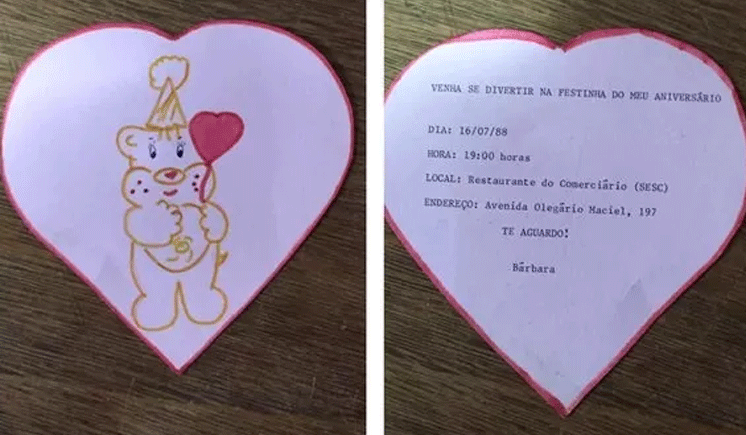 VENHA SE DIVERTIR NA FESTINHA DO MEU ANIVERSÁRIO
DIA: 16/07/88
HORA: 19:00 horas
LOCAL: Restaurante do Comerciário (SESC)
ENDEREÇO: Avenida Olegário Maciel, 197
TE AGUARDO!
Bárbara